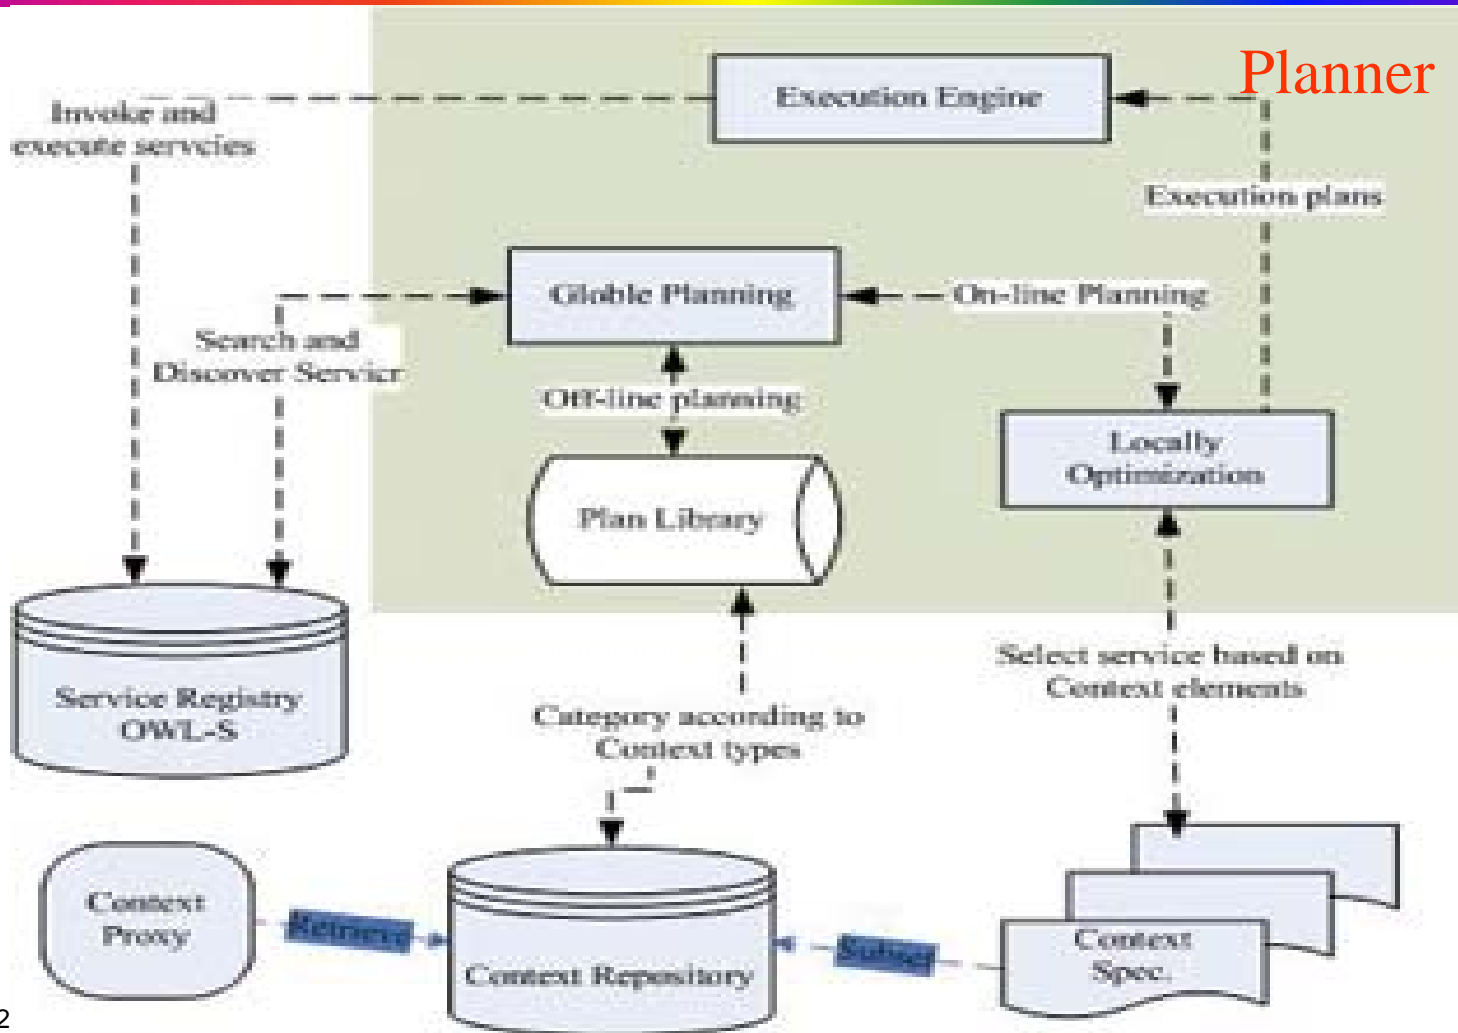 Planner
Execution Engine
Invoke and
execute servcies
Execution plans
Globle Planning
On-line Planning
Search and
Discover Servicr
Off-line planning
Locally
Optimization
Plan Library
Select service based on
Context elements
Service Registry
OWL-S
Category according to
Context types
Context
Proxy
Retrieve
Context Repository
Subset
Context
Spec.
2